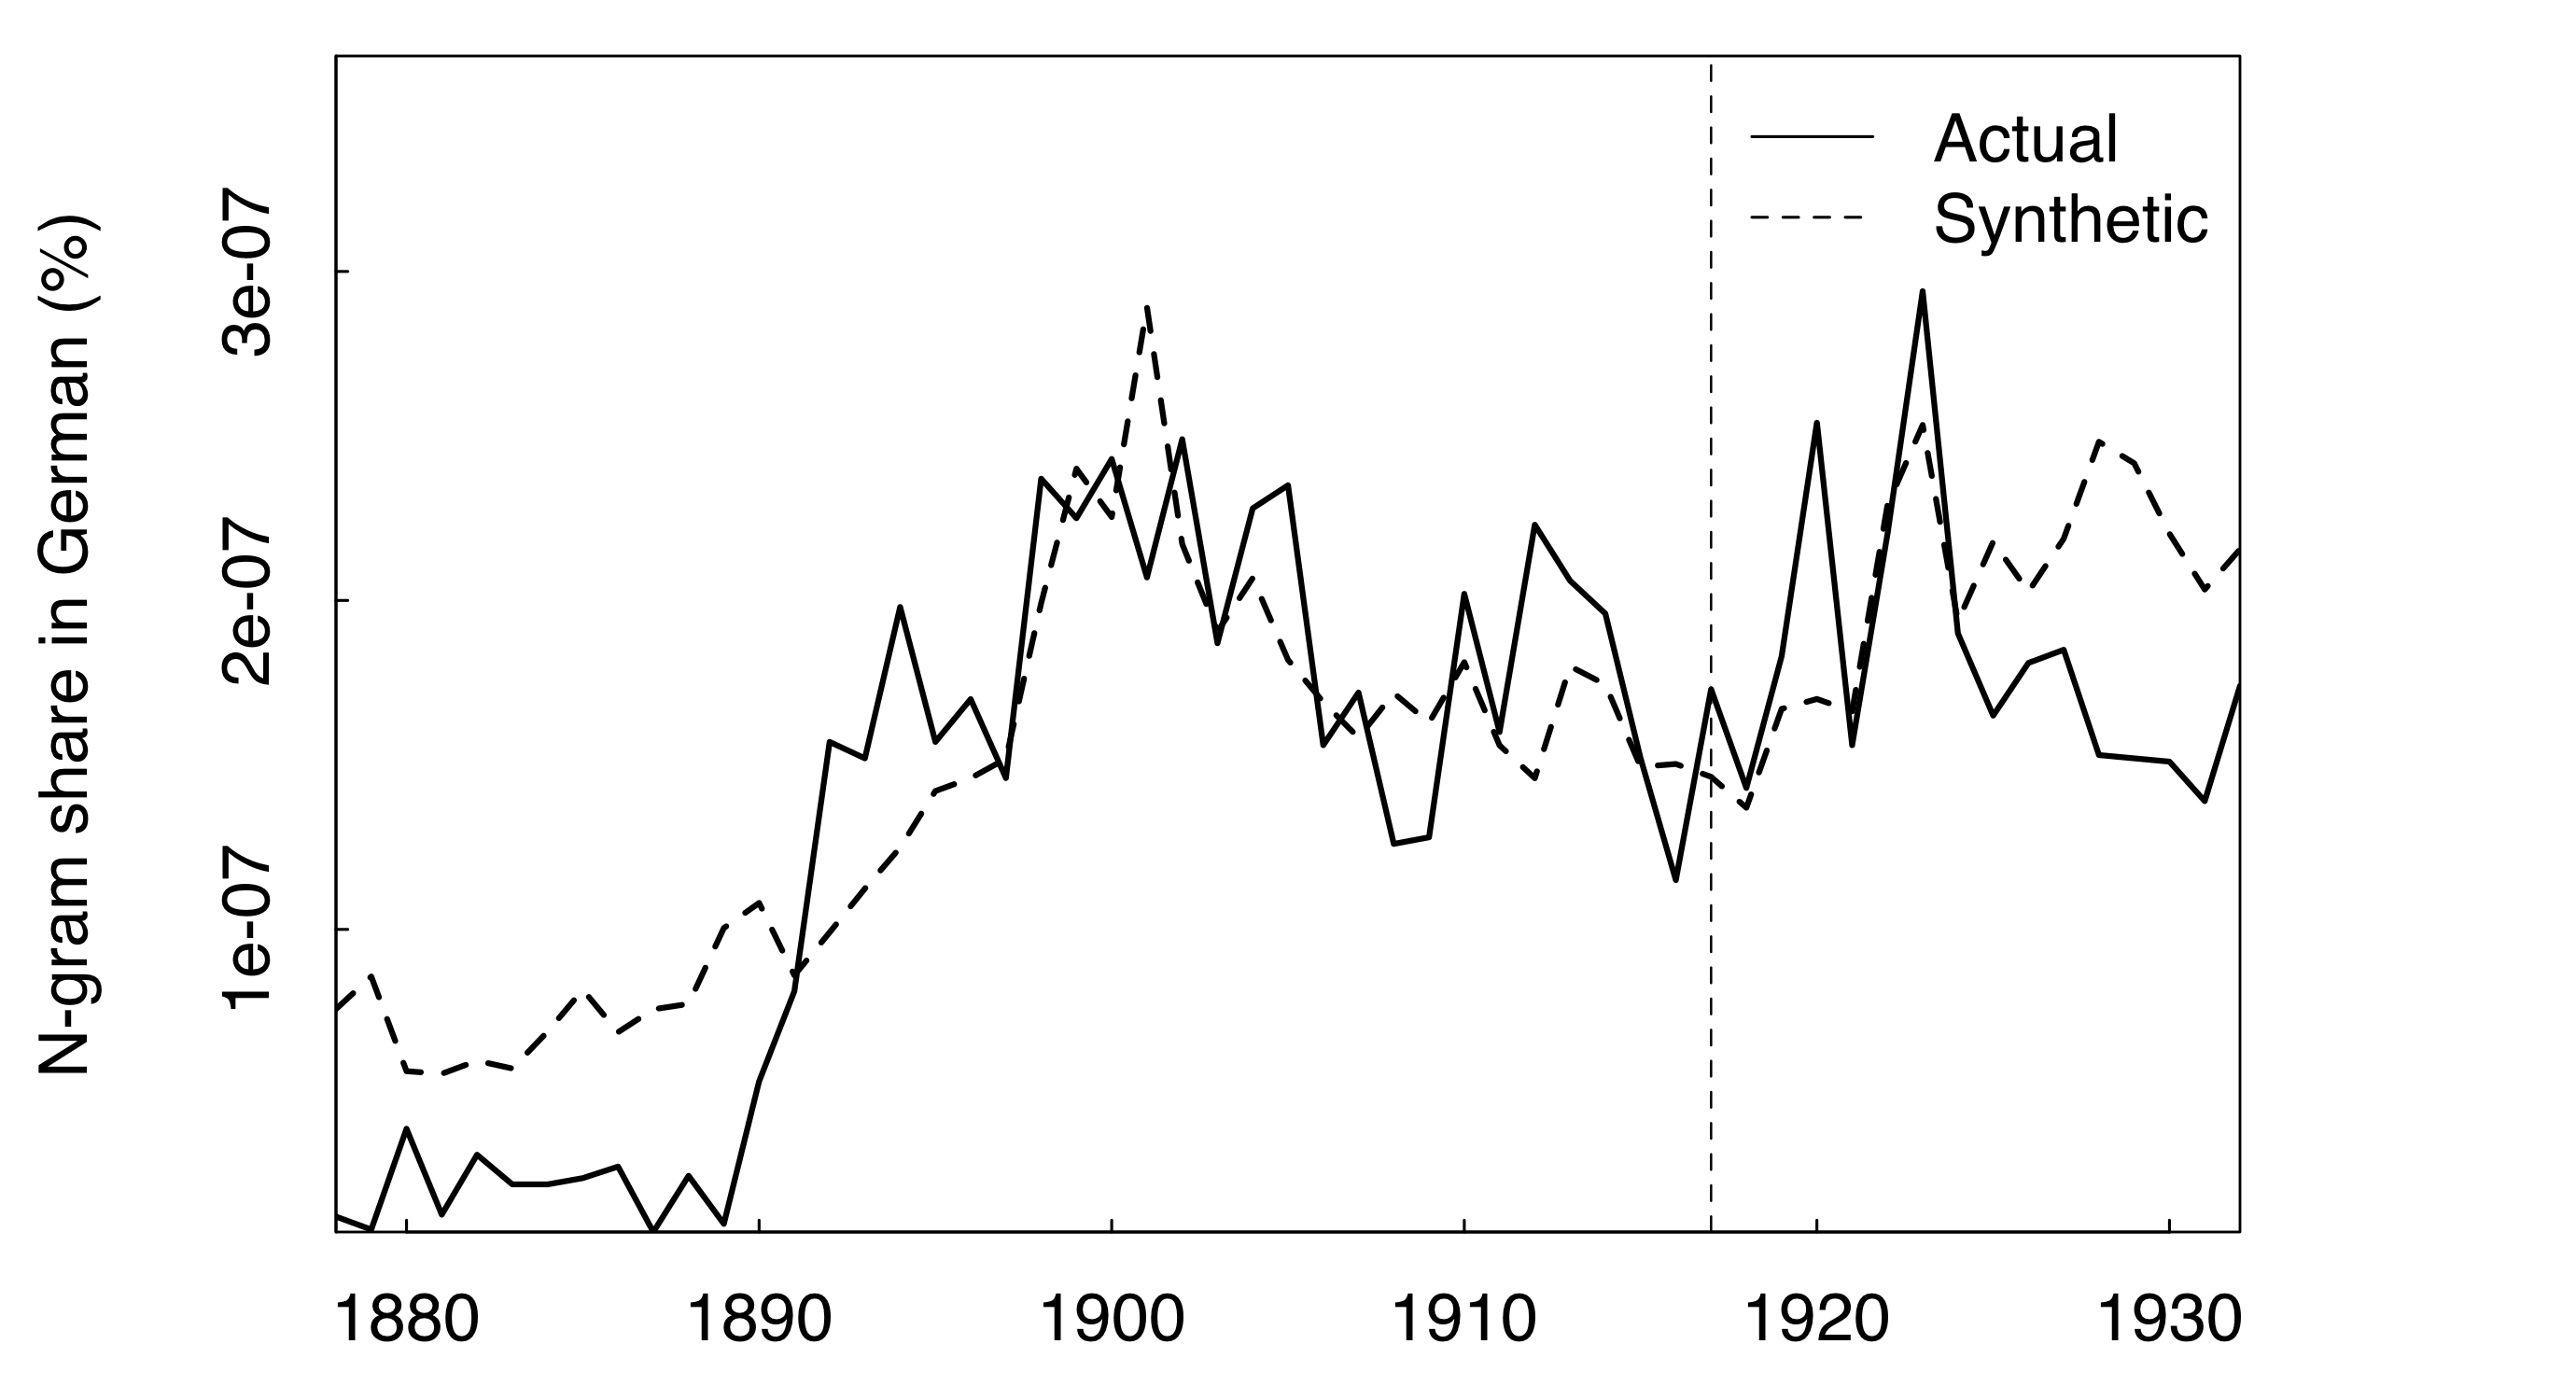 N-gram share in German (%)
3e-07
2e-07
1e-07
Actual
Synthetic
1880 1890 1900 1910 1920 1930